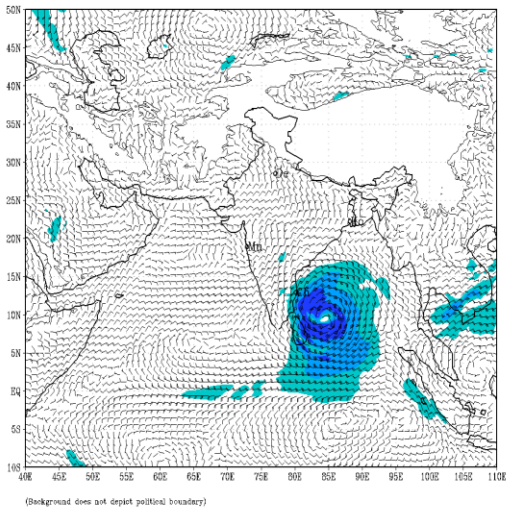 50N
45N
40N
35N
30N
25N
20N
15N
10N
5N
EQ
5S
10S
De
Mn
40E 45E 50E 55E 60E 65E 70E 75E 80E 85E 90E 95E 100E 105E 110E
(Background does not depict political boundary)